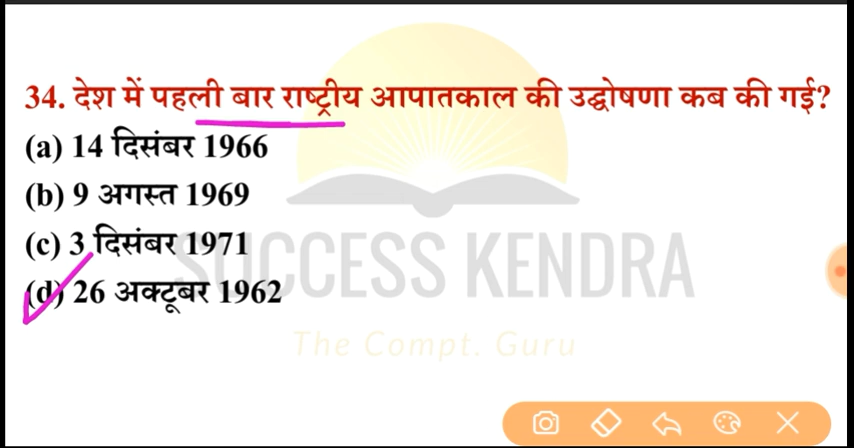 34. देश में पहली बार राष्ट्रीय आपातकाल की उद्घोषणा कब की गई?
(a) 14 दिसंबर 1966
(b) 9 अगस्त 1969
(c) 3 दिसंबर 1971
(d) 26 अक्टूबर 1962
SUCCESS KENDRA
The Compt. Guru